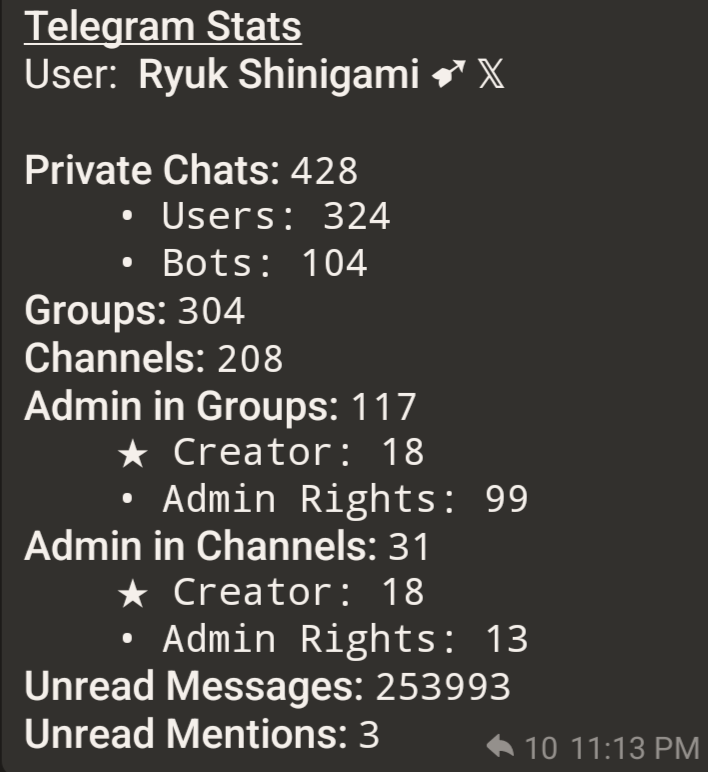 Telegram Stats
User: Ryuk Shinigami ➹ 𝕏
Private Chats: 428
• Users: 324
• Bots: 104
Groups: 304
Channels: 208
Admin in Groups: 117
★ Creator: 18
• Admin Rights: 99
Admin in Channels: 31
★ Creator: 18
• Admin Rights: 13
Unread Messages: 253993
Unread Mentions: 3
10 11:13 PM